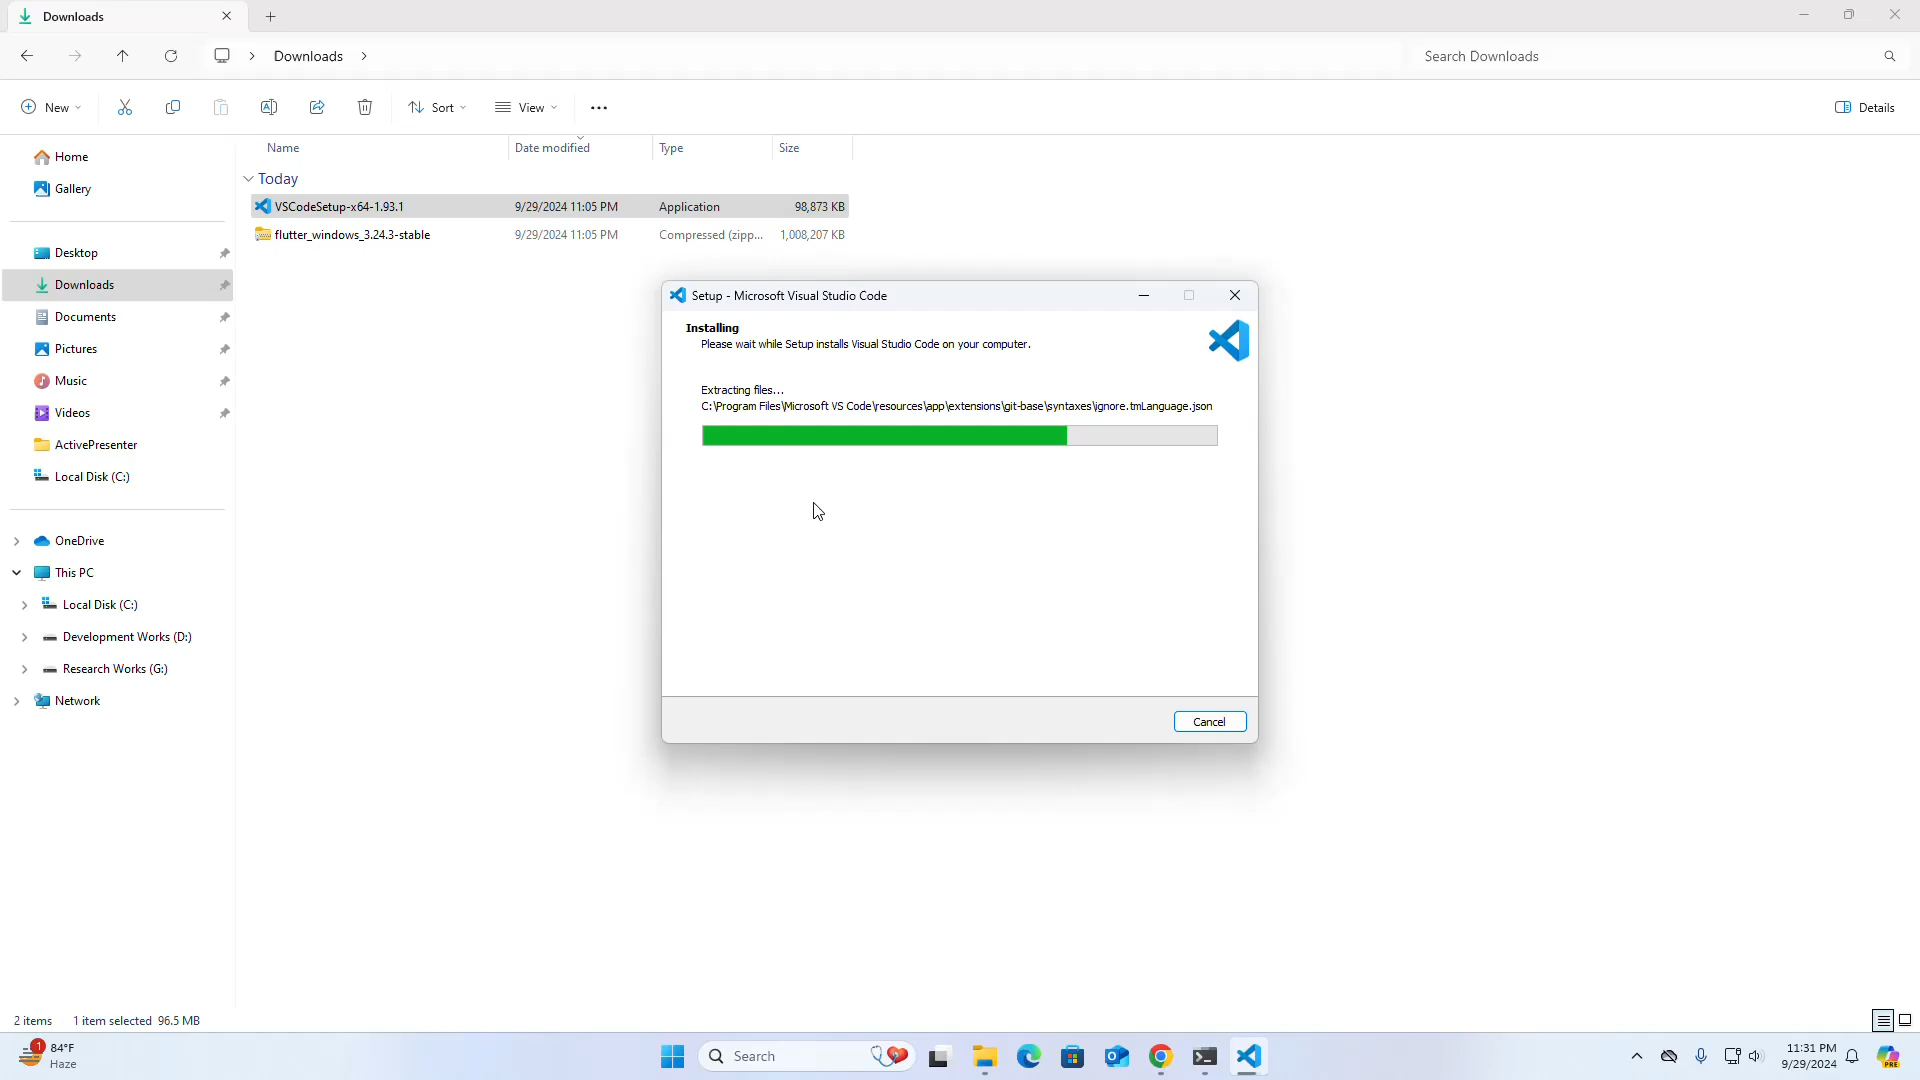 Downloads
Downloads
Search Downloads
New
Sort
View
Details
Home
Gallery
Desktop
Downloads
Documents
Pictures
Music
Videos
ActivePresenter
Local Disk (C:)
OneDrive
This PC
Local Disk (C:)
Development Works (D:)
Research Works (G:)
Network
Name Date modified Type Size
Today
VSCodeSetup-x64-1.93.1 9/29/2024 11:05 PM Application 98,873 KB
flutter_windows_3.24.3-stable 9/29/2024 11:05 PM Compressed (zipp... 1,008,207 KB
Setup - Microsoft Visual Studio Code
Installing
Please wait while Setup installs Visual Studio Code on your computer.
Extracting files...
C:\Program Files\Microsoft VS Code\resources\app\extensions\git-base\syntaxes\ignore.tmLanguage.json
Cancel
2 items 1 item selected 96.5 MB
1
84°F
Haze
Search
11:31 PM
9/29/2024
PRE